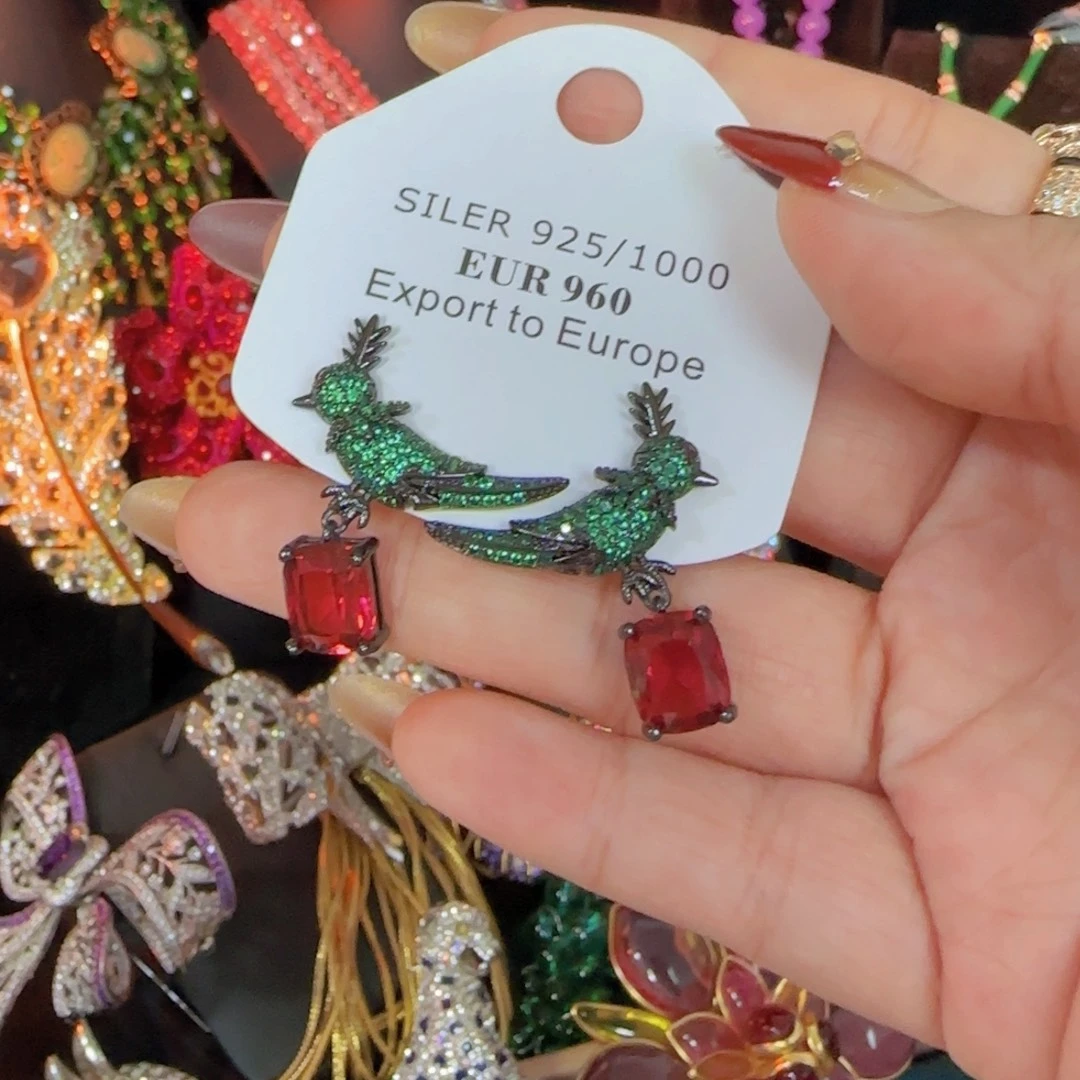 SILER 925/1000
EUR 960
Export to Europe